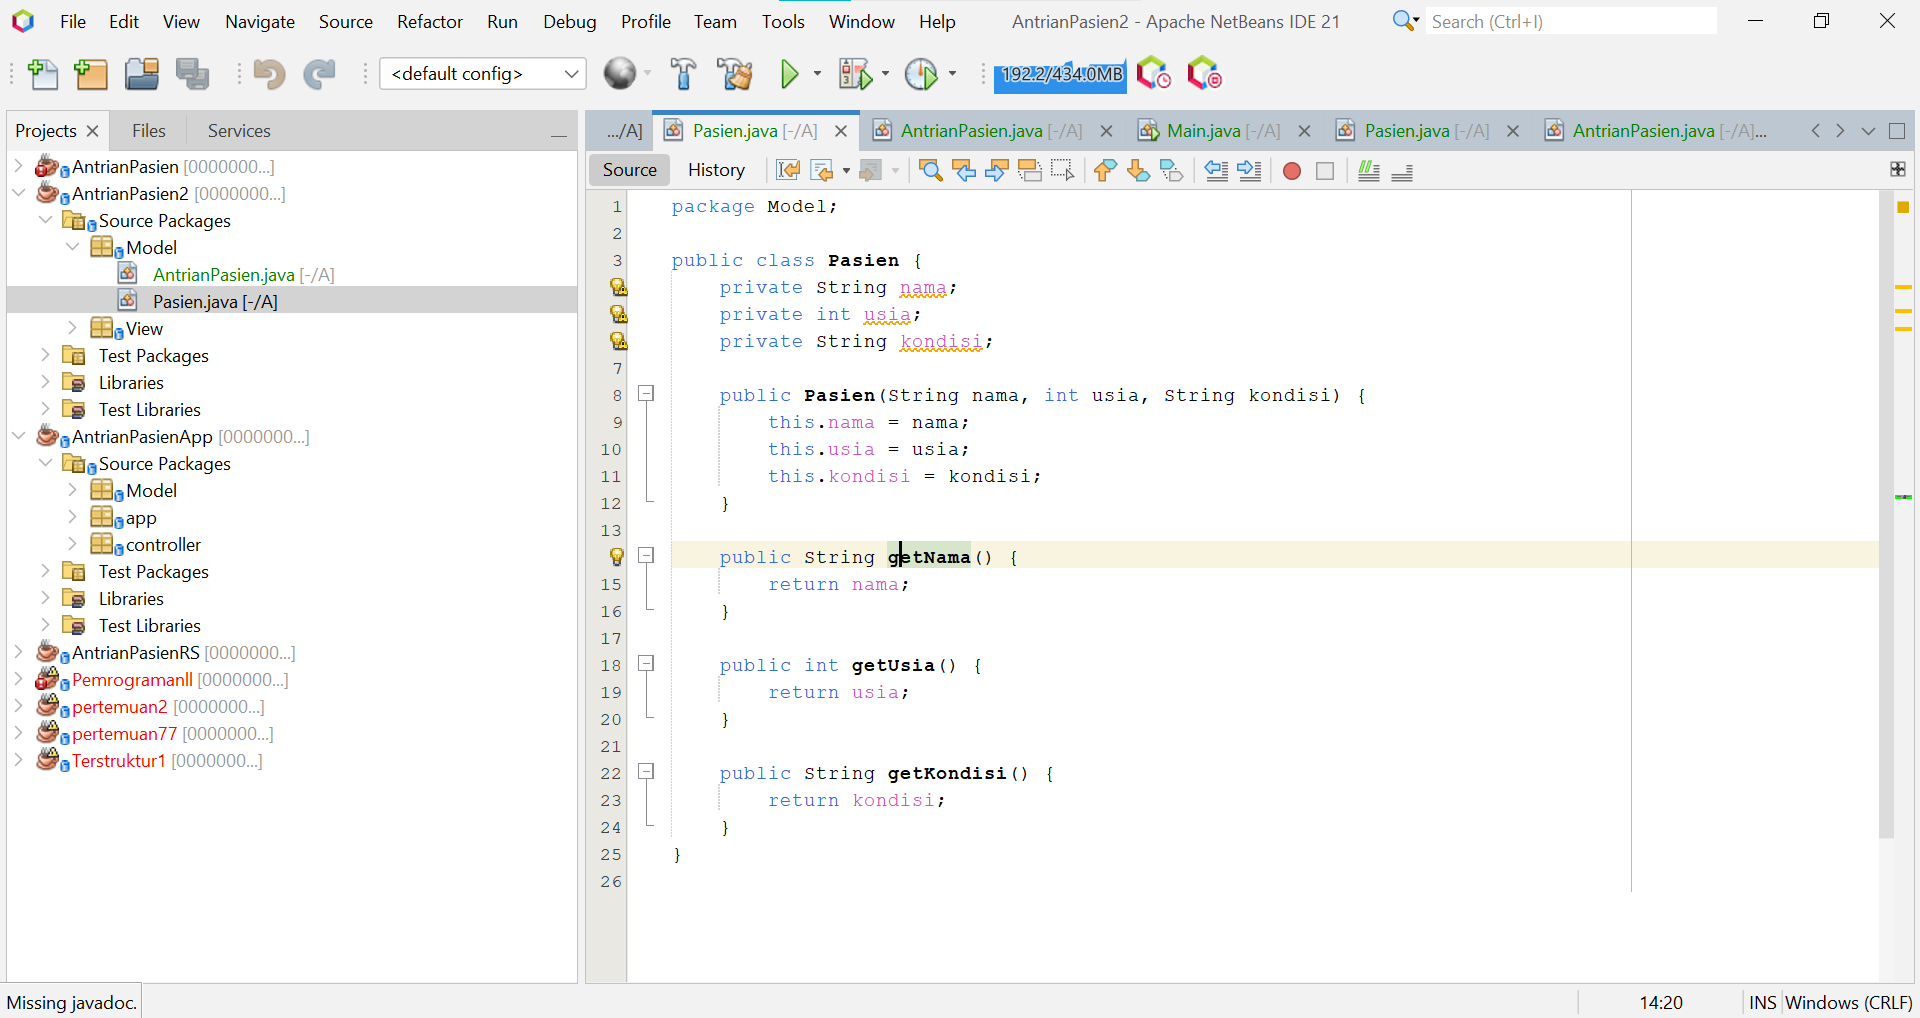 File Edit View Navigate Source Refactor Run Debug Profile Team Tools Window Help AntrianPasien2 - Apache NetBeans IDE 21 Search (Ctrl+I)
<default config> 192.2/434.0MB
Projects Files Services
AntrianPasien [0000000...]
AntrianPasien2 [0000000...]
Source Packages
Model
AntrianPasien.java [-/A]
Pasien.java [-/A]
View
Test Packages
Libraries
Test Libraries
AntrianPasienApp [0000000...]
Source Packages
Model
app
controller
Test Packages
Libraries
Test Libraries
AntrianPasienRS [0000000...]
PemrogramanII [0000000...]
pertemuan2 [0000000...]
pertemuan77 [0000000...]
Terstruktur1 [0000000...]
.../A] Pasien.java [-/A] AntrianPasien.java [-/A] Main.java [-/A] Pasien.java [-/A] AntrianPasien.java [-/A]...
Source History
1 package Model;
2
3 public class Pasien {
private String nama;
private int usia;
private String kondisi;
7
8 public Pasien(String nama, int usia, String kondisi) {
9 this.nama = nama;
10 this.usia = usia;
11 this.kondisi = kondisi;
12 }
13
public String getNama() {
15 return nama;
16 }
17
18 public int getUsia() {
19 return usia;
20 }
21
22 public String getKondisi() {
23 return kondisi;
24 }
25 }
26
Missing javadoc. 14:20 INS Windows (CRLF)